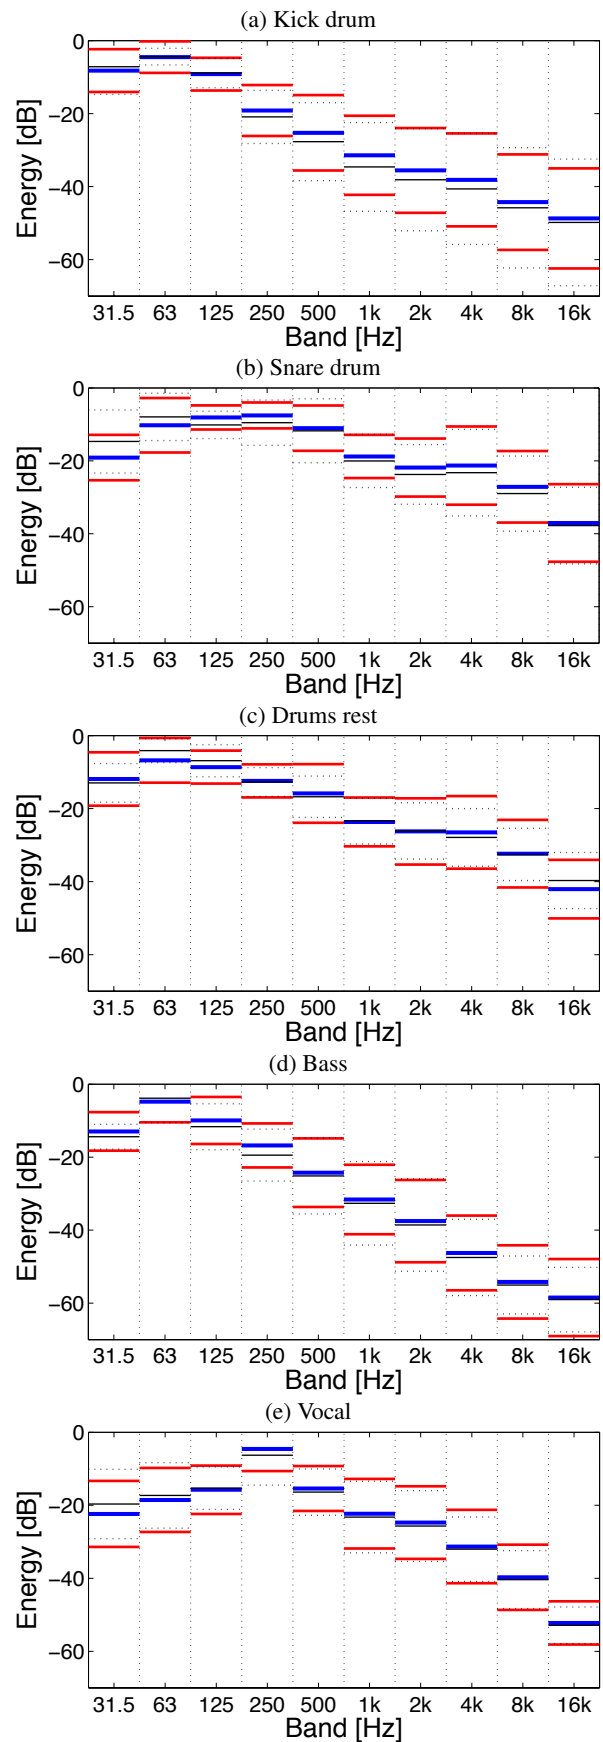 (a) Kick drum
0
−20
−40
−60
Energy [dB]
31.5 63 125 250 500 1k 2k 4k 8k 16k
Band [Hz]
(b) Snare drum
0
−20
−40
−60
Energy [dB]
31.5 63 125 250 500 1k 2k 4k 8k 16k
Band [Hz]
(c) Drums rest
0
−20
−40
−60
Energy [dB]
31.5 63 125 250 500 1k 2k 4k 8k 16k
Band [Hz]
(d) Bass
0
−20
−40
−60
Energy [dB]
31.5 63 125 250 500 1k 2k 4k 8k 16k
Band [Hz]
(e) Vocal
0
−20
−40
−60
Energy [dB]
31.5 63 125 250 500 1k 2k 4k 8k 16k
Band [Hz]